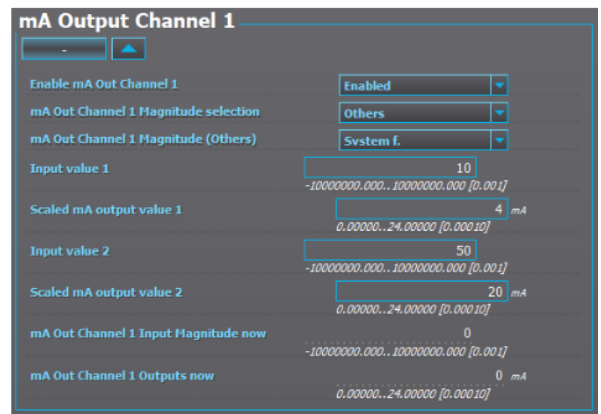 mA Output Channel 1
-
Enable mA Out Channel 1 Enabled
mA Out Channel 1 Magnitude selection Others
mA Out Channel 1 Magnitude (Others) System f.
Input value 1 10
-10000000.000..10000000.000 [0.001]
Scaled mA output value 1 4 mA
0.00000..24.00000 [0.00010]
Input value 2 50
-10000000.000..10000000.000 [0.001]
Scaled mA output value 2 20 mA
0.00000..24.00000 [0.00010]
mA Out Channel 1 Input Magnitude now 0
-10000000.000..10000000.000 [0.001]
mA Out Channel 1 Outputs now 0 mA
0.00000..24.00000 [0.00010]